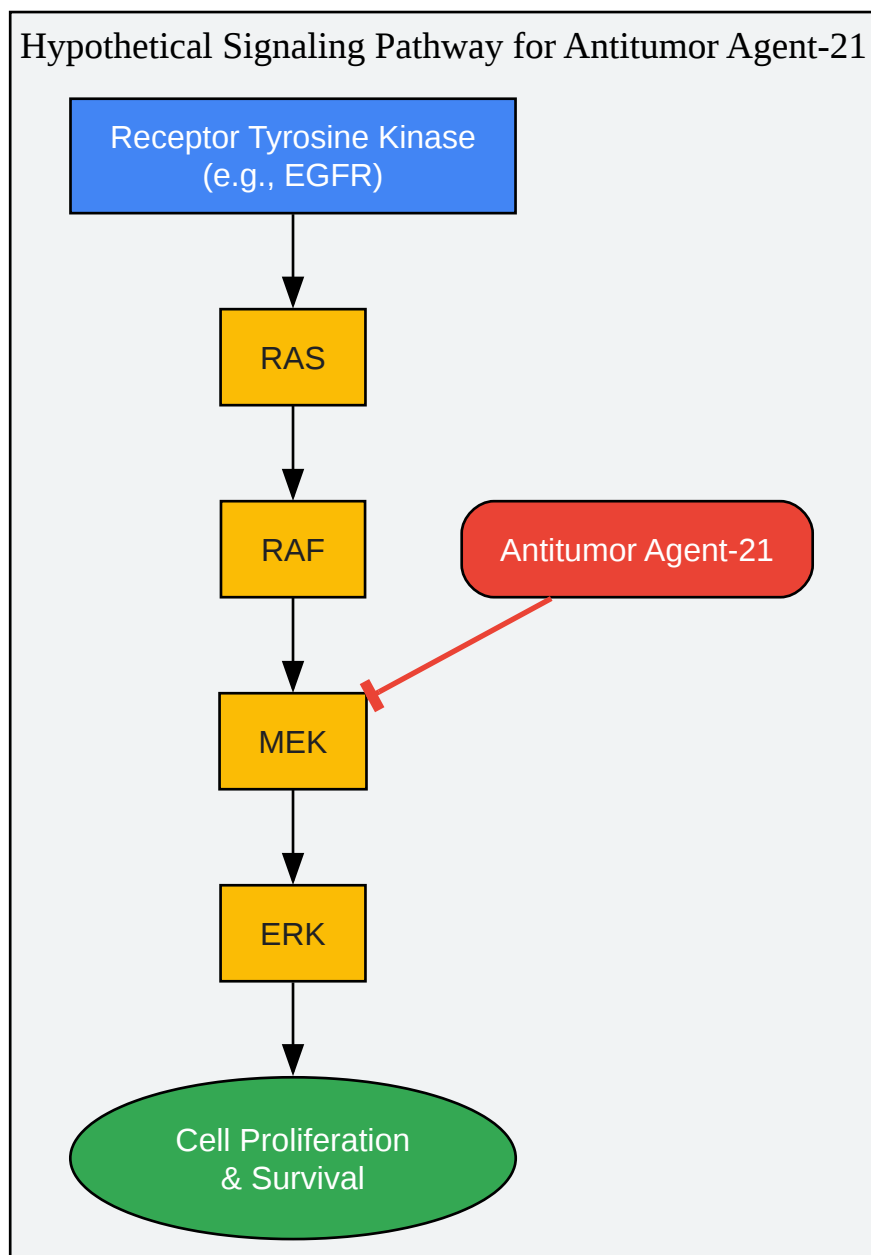 Hypothetical Signaling Pathway for Antitumor Agent-21
Receptor Tyrosine Kinase
(e.g., EGFR)
RAS
RAF
Antitumor Agent-21
MEK
ERK
Cell Proliferation
& Survival